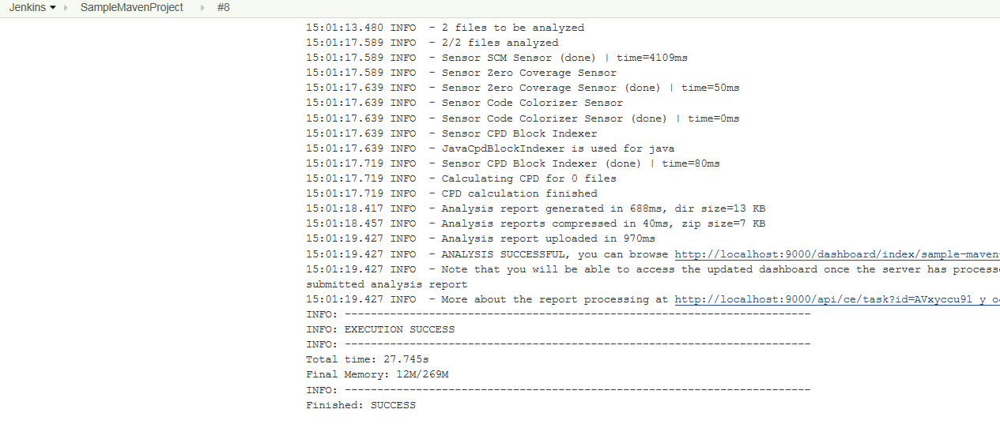 Jenkins SampleMavenProject #8
15:01:13.480 INFO  - 2 files to be analyzed
15:01:17.589 INFO  - 2/2 files analyzed
15:01:17.589 INFO  - Sensor SCM Sensor (done) | time=4109ms
15:01:17.589 INFO  - Sensor Zero Coverage Sensor
15:01:17.639 INFO  - Sensor Zero Coverage Sensor (done) | time=50ms
15:01:17.639 INFO  - Sensor Code Colorizer Sensor
15:01:17.639 INFO  - Sensor Code Colorizer Sensor (done) | time=0ms
15:01:17.639 INFO  - Sensor CPD Block Indexer
15:01:17.639 INFO  - JavaCpdBlockIndexer is used for java
15:01:17.719 INFO  - Sensor CPD Block Indexer (done) | time=80ms
15:01:17.719 INFO  - Calculating CPD for 0 files
15:01:17.719 INFO  - CPD calculation finished
15:01:18.417 INFO  - Analysis report generated in 688ms, dir size=13 KB
15:01:18.457 INFO  - Analysis reports compressed in 40ms, zip size=7 KB
15:01:19.427 INFO  - Analysis report uploaded in 970ms
15:01:19.427 INFO  - ANALYSIS SUCCESSFUL, you can browse http://localhost:9000/dashboard/index/sample-maven-
15:01:19.427 INFO  - Note that you will be able to access the updated dashboard once the server has process
submitted analysis report
15:01:19.427 INFO  - More about the report processing at http://localhost:9000/api/ce/task?id=AVxyccu91_y_o
INFO: ------------------------------------------------------------------------
INFO: EXECUTION SUCCESS
INFO: ------------------------------------------------------------------------
Total time: 27.745s
Final Memory: 12M/269M
INFO: ------------------------------------------------------------------------
Finished: SUCCESS